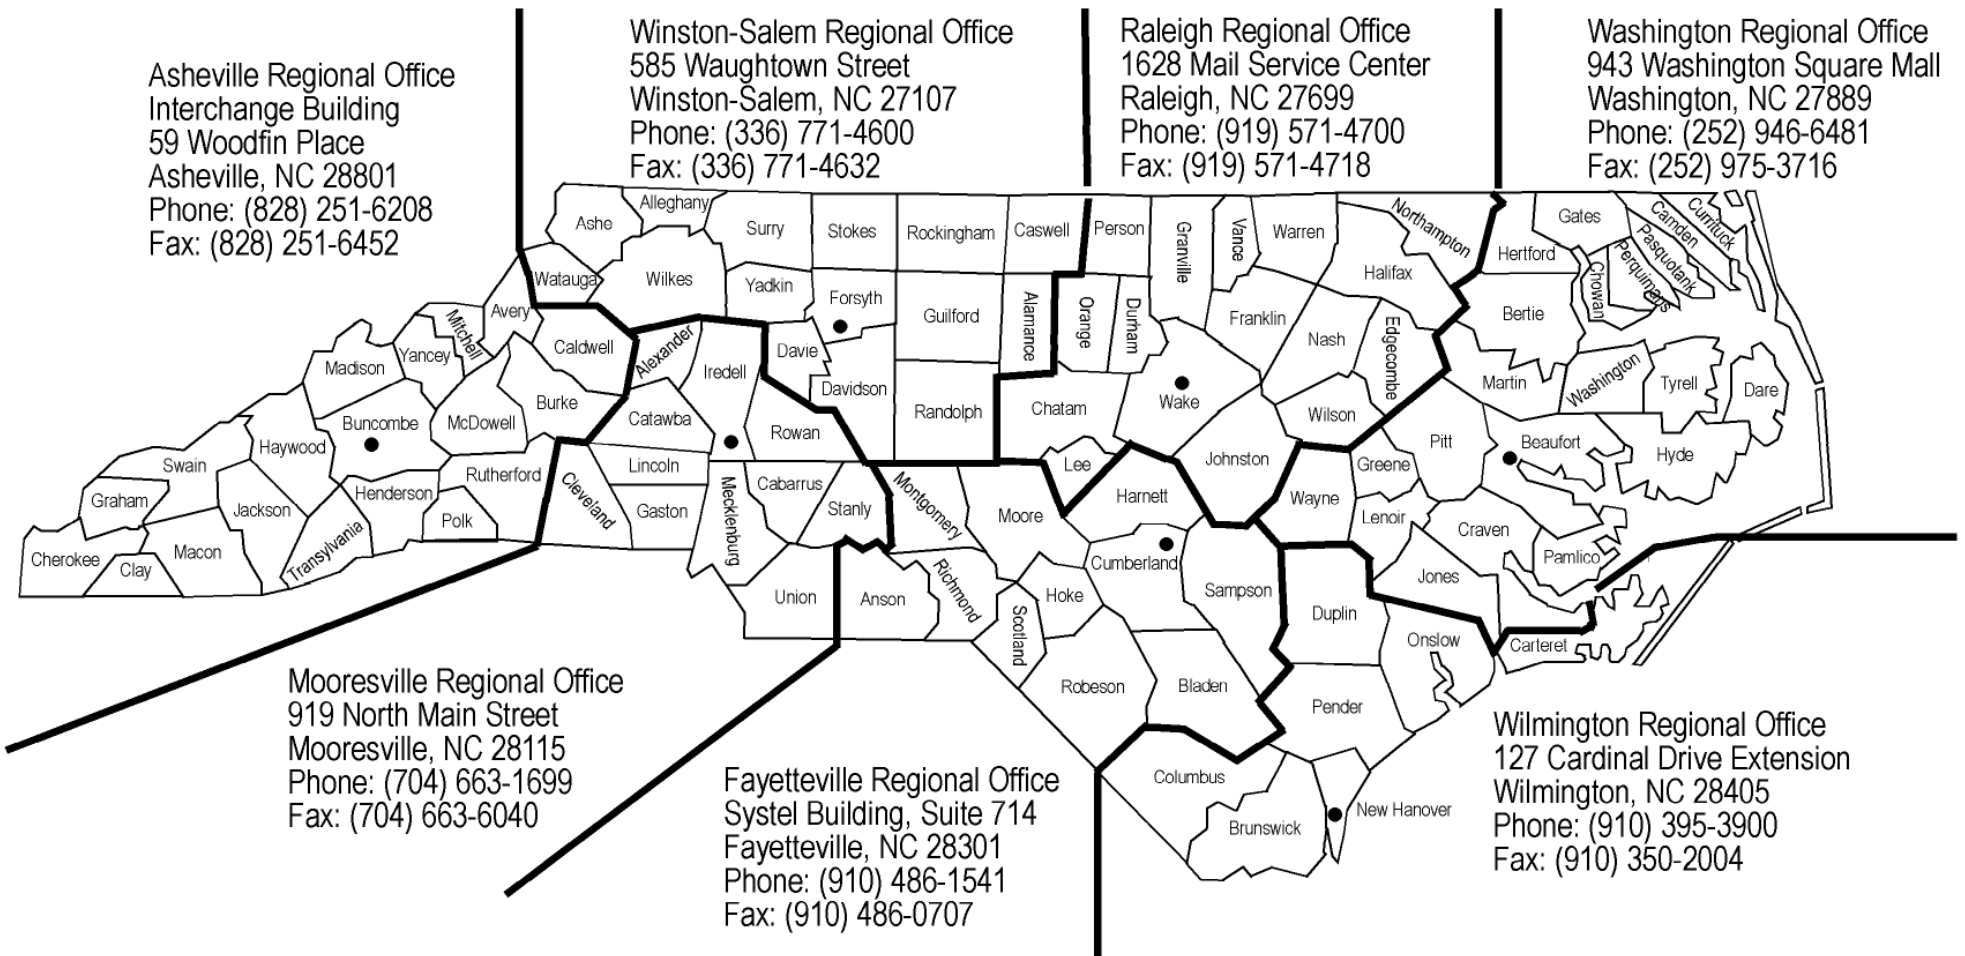 Asheville Regional Office
Interchange Building
59 Woodfin Place
Asheville, NC 28801
Phone: (828) 251-6208
Fax: (828) 251-6452
Winston-Salem Regional Office
585 Waughtown Street
Winston-Salem, NC 27107
Phone: (336) 771-4600
Fax: (336) 771-4632
Raleigh Regional Office
1628 Mail Service Center
Raleigh, NC 27699
Phone: (919) 571-4700
Fax: (919) 571-4718
Washington Regional Office
943 Washington Square Mall
Washington, NC 27889
Phone: (252) 946-6481
Fax: (252) 975-3716
Ashe
Alleghany
Surry
Stokes
Rockingham
Caswell
Person
Granville
Vance
Warren
Northampton
Halifax
Hertford
Gates
Camden
Currituck
Pasquotank
Perquimans
Chowan
Bertie
Watauga
Wilkes
Yadkin
Forsyth
Guilford
Alamance
Orange
Durham
Franklin
Nash
Edgecombe
Martin
Washington
Tyrell
Dare
Avery
Mitchell
Yancey
Madison
Caldwell
Alexander
Iredell
Davie
Davidson
Randolph
Chatam
Wake
Wilson
Pitt
Beaufort
Hyde
Buncombe
McDowell
Burke
Catawba
Rowan
Haywood
Swain
Graham
Jackson
Cherokee
Clay
Macon
Transylvania
Henderson
Polk
Rutherford
Cleveland
Lincoln
Gaston
Mecklenburg
Cabarrus
Stanly
Union
Montgomery
Moore
Lee
Harnett
Johnston
Wayne
Greene
Lenoir
Craven
Pamlico
Jones
Carteret
Anson
Richmond
Scotland
Hoke
Cumberland
Sampson
Duplin
Onslow
Robeson
Bladen
Pender
Columbus
Brunswick
New Hanover
Mooresville Regional Office
919 North Main Street
Mooresville, NC 28115
Phone: (704) 663-1699
Fax: (704) 663-6040
Fayetteville Regional Office
Systel Building, Suite 714
Fayetteville, NC 28301
Phone: (910) 486-1541
Fax: (910) 486-0707
Wilmington Regional Office
127 Cardinal Drive Extension
Wilmington, NC 28405
Phone: (910) 395-3900
Fax: (910) 350-2004